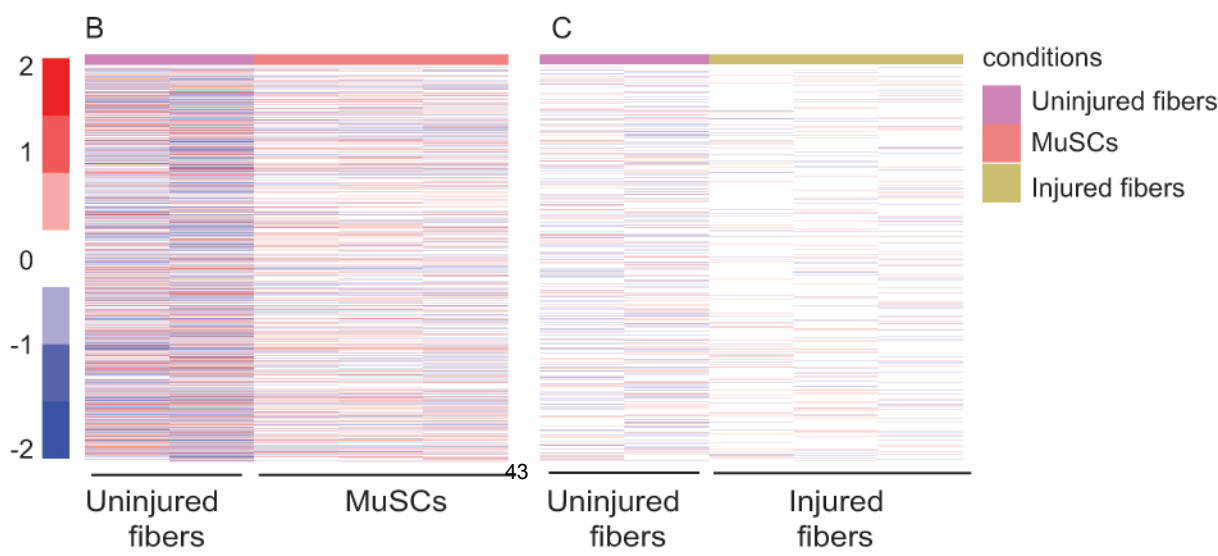 B
C
2
1
0
-1
-2
conditions
Uninjured fibers
MuSCs
Injured fibers
43
Uninjured
fibers
MuSCs
Uninjured
fibers
Injured
fibers